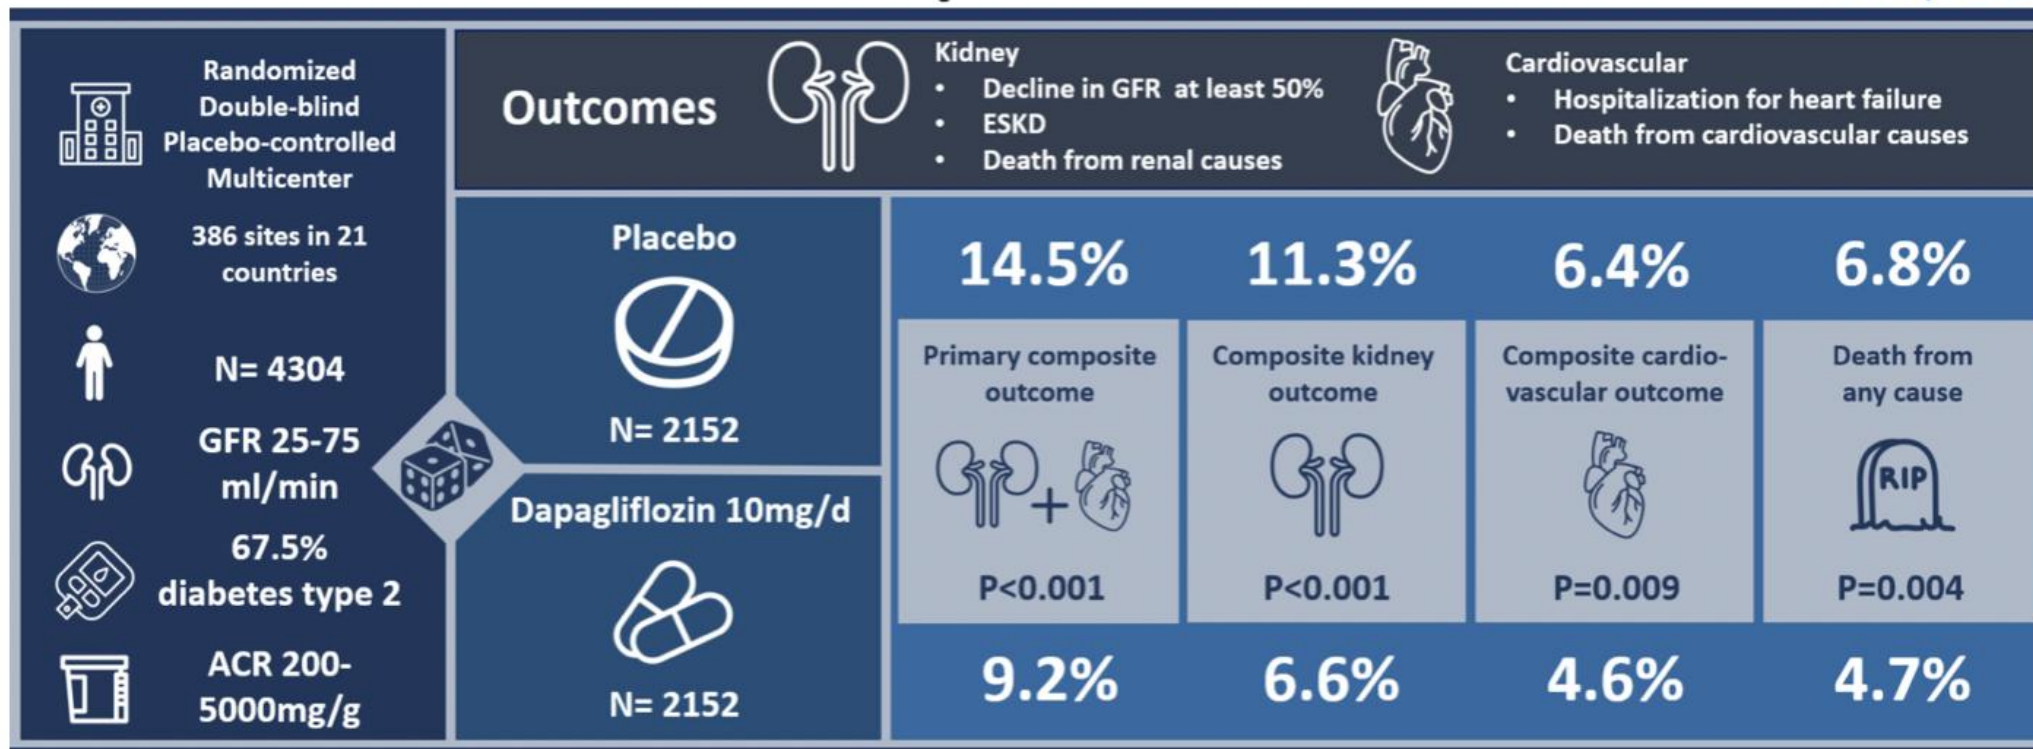 Randomized
Double-blind
Placebo-controlled
Multicenter
386 sites in 21
countries
N= 4304
GFR 25-75
ml/min
67.5%
diabetes type 2
ACR 200-
5000mg/g
Outcomes
Kidney
• Decline in GFR at least 50%
• ESKD
• Death from renal causes
Cardiovascular
• Hospitalization for heart failure
• Death from cardiovascular causes
Placebo
N= 2152
Dapagliflozin 10mg/d
N= 2152
14.5%
11.3%
6.4%
6.8%
Primary composite
outcome
+
P<0.001
Composite kidney
outcome
P<0.001
Composite cardio-
vascular outcome
P=0.009
Death from
any cause
RIP
P=0.004
9.2%
6.6%
4.6%
4.7%